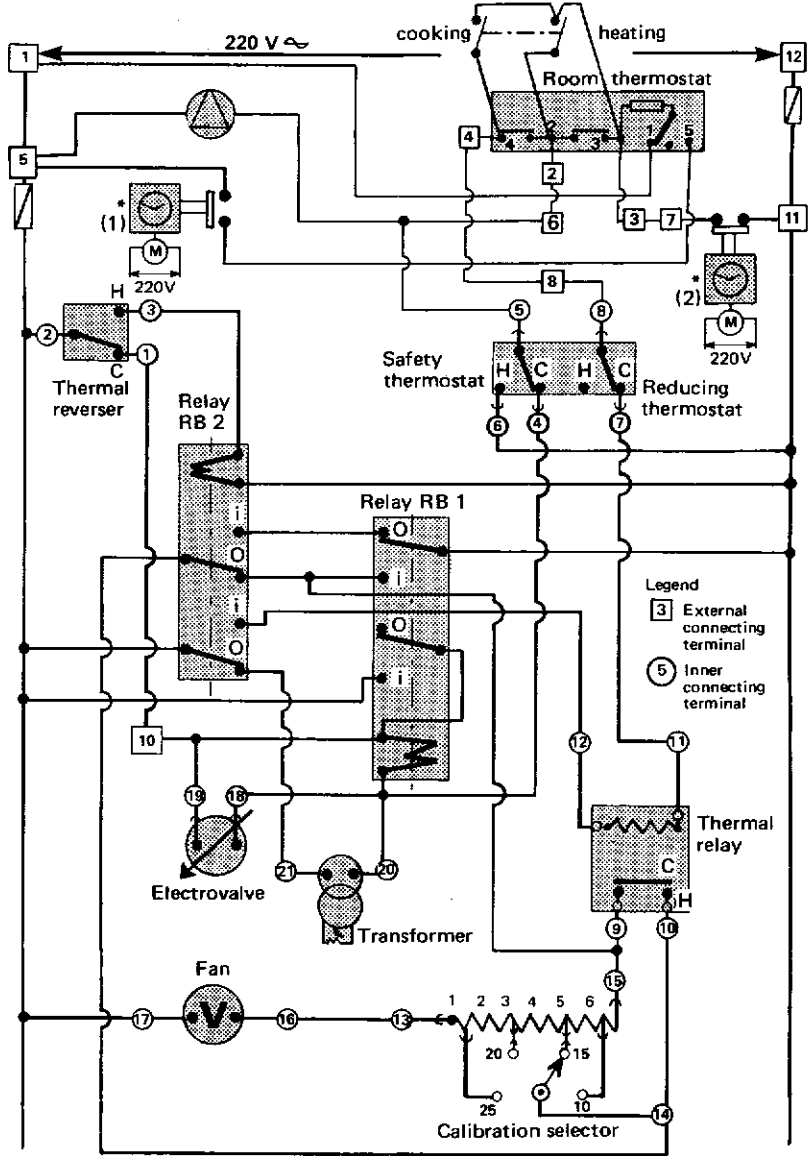 cooking
heating
1
220 V ∿
12
Room thermostat
4
4
2
3
1
5
5
2
* (1)
6
3
7
11
M
220V
8
* (2)
M
220V
H
3
2
5
8
1
C
Thermal
reverser
Safety
thermostat
H
C
H
C
Reducing
thermostat
Relay
RB 2
6
4
7
Relay RB 1
i
O
O
i
i
O
O
i
Legend
3
External
connecting
terminal
5
Inner
connecting
terminal
10
12
11
19
18
Thermal
relay
C
H
21
20
Electrovalve
Transformer
9
10
Fan
15
V
17
16
13
1 2 3 4 5 6
20
15
25
10
14
Calibration selector